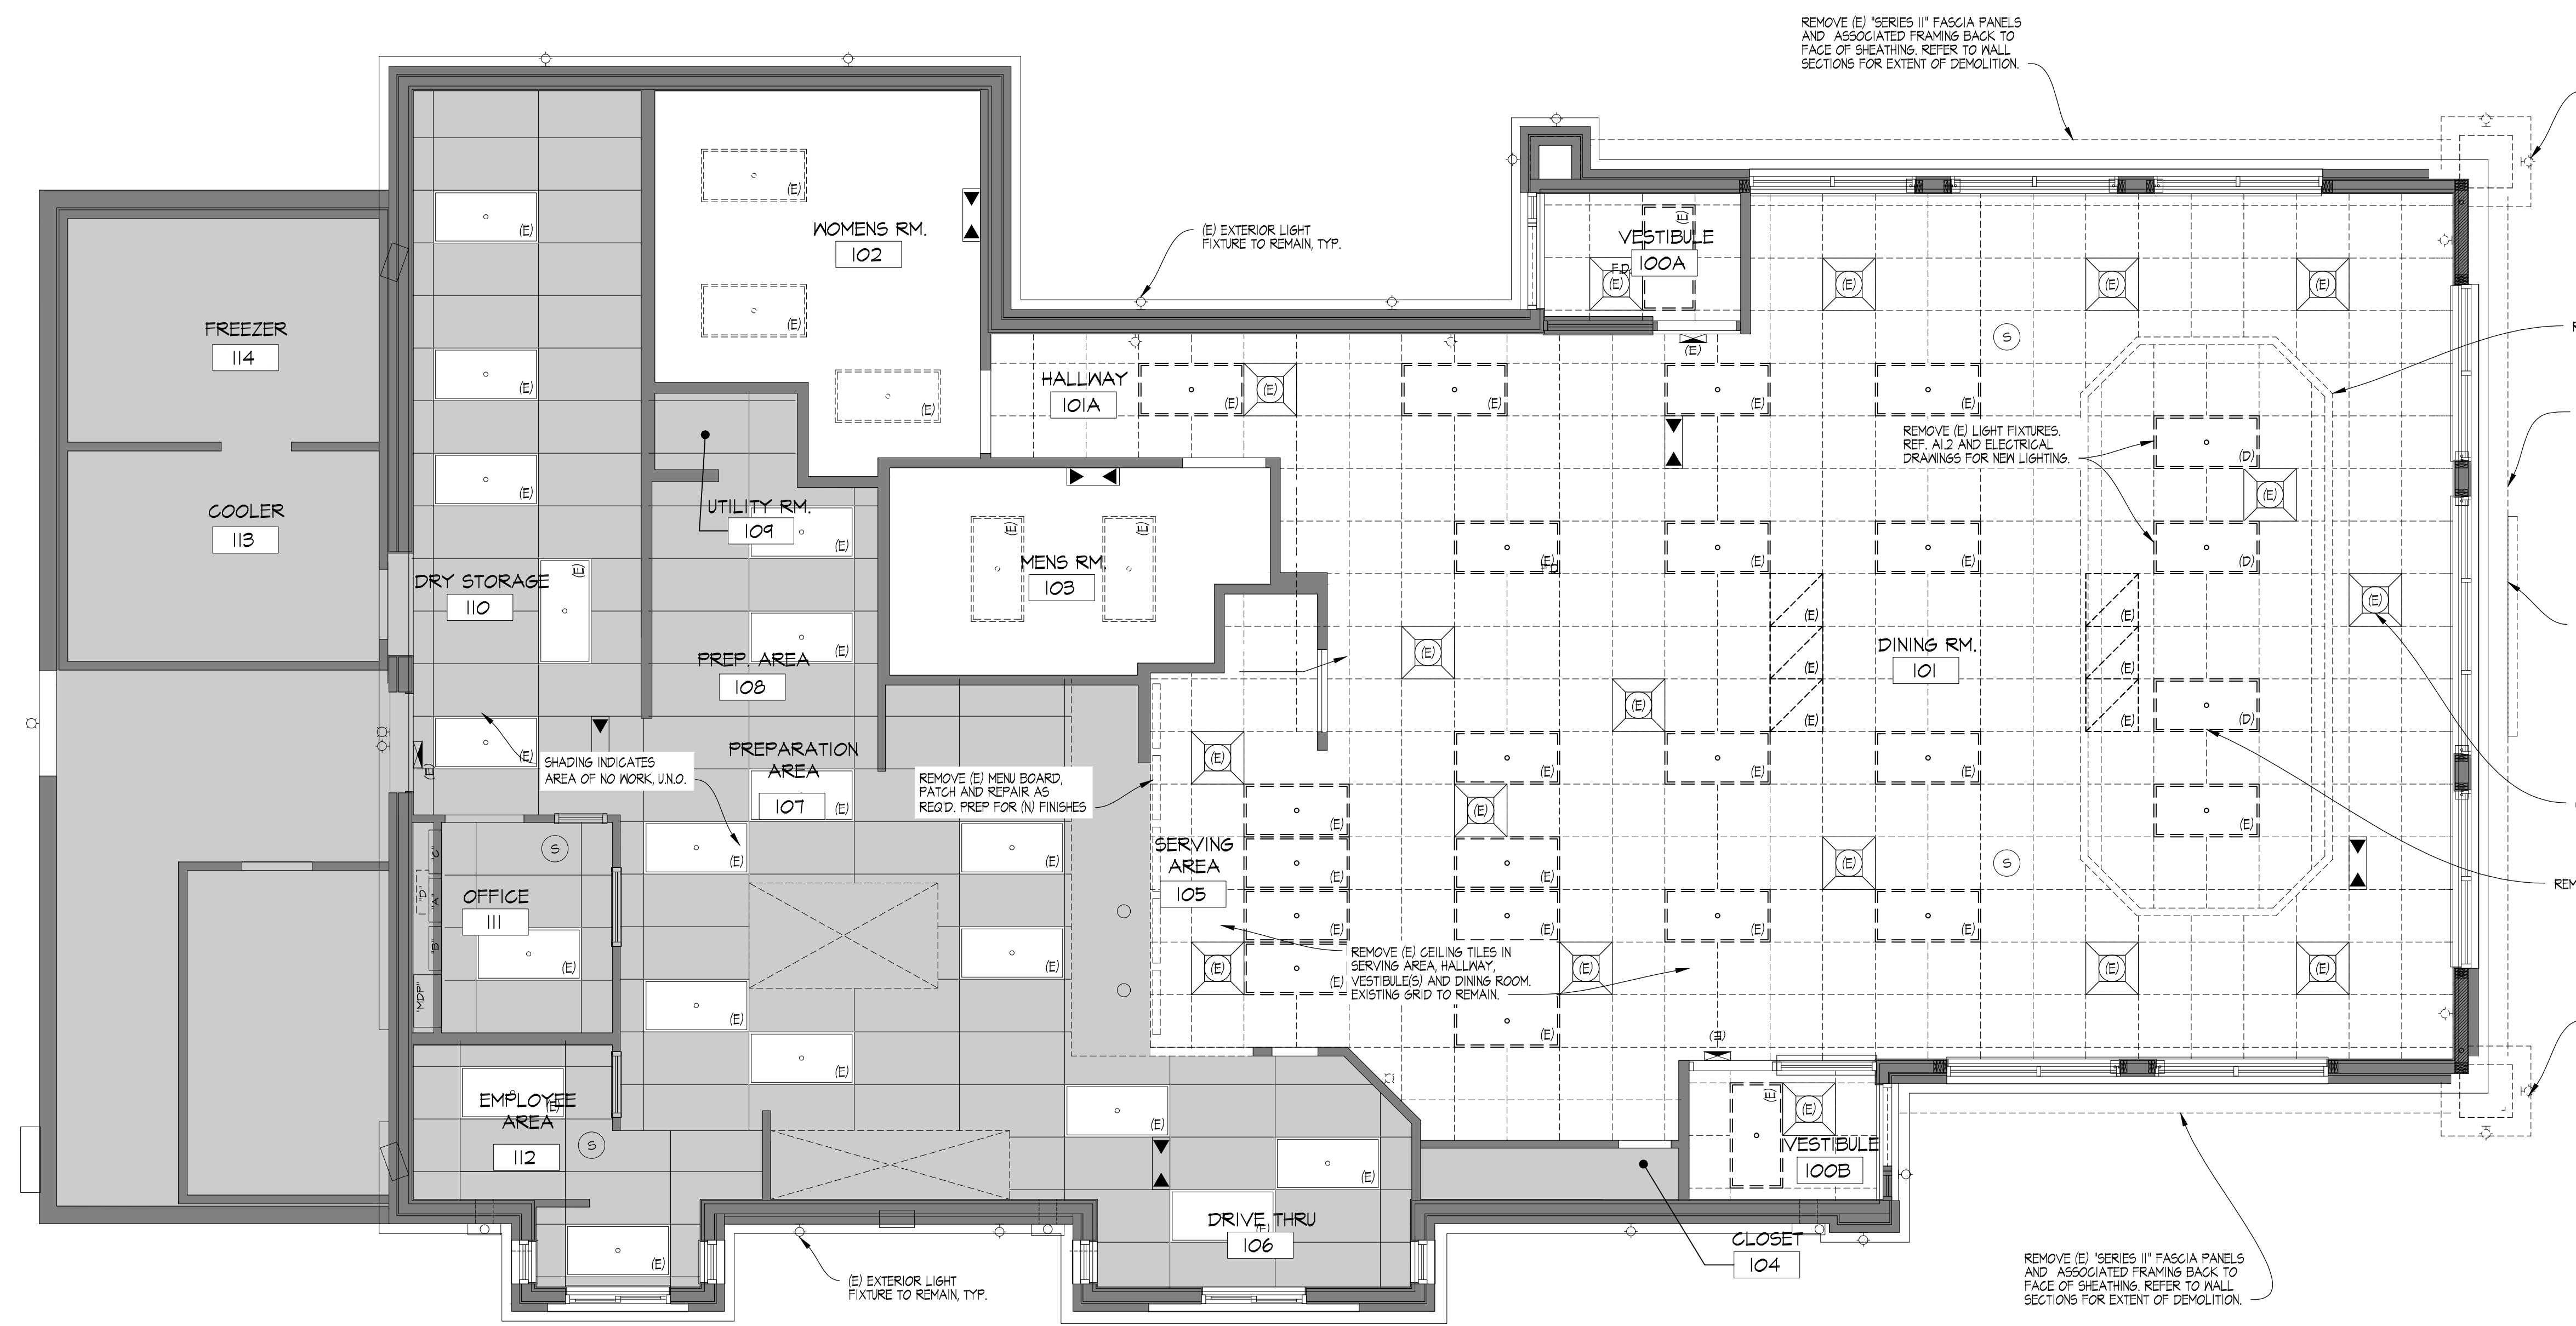 REMOVE (E) "SERIES II" FASCIA PANELS
AND ASSOCIATED FRAMING BACK TO
FACE OF SHEATHING. REFER TO WALL
SECTIONS FOR EXTENT OF DEMOLITION.
(E) EXTERIOR LIGHT
FIXTURE TO REMAIN, TYP.
WOMENS RM.
102
(E)
(E)
(E)
VESTIBULE
100A
(E)
(E)
(E)
FREEZER
114
COOLER
113
HALLWAY
101A
(E)
(E)
(E)
(E)
(E)
(E)
(E)
(E)
S
REMOVE (E) LIGHT FIXTURES.
REF. A1.2 AND ELECTRICAL
DRAWINGS FOR NEW LIGHTING.
(D)
(D)
(E)
(E)
(E)
(E)
(E)
UTILITY RM.
109
(E)
(E)
MENS RM.
103
(E)
(E)
DRY STORAGE
110
(E)
(E)
(E)
(E)
(E)
PREP. AREA
108
DINING RM.
101
(E)
(E)
(E)
(E)
(E)
(E)
(E)
(E)
(D)
PREPARATION
AREA
107
(E)
SHADING INDICATES
AREA OF NO WORK, U.N.O.
REMOVE (E) MENU BOARD,
PATCH AND REPAIR AS
REQ'D. PREP FOR (N) FINISHES
(E)
(E)
(E)
(E)
(E)
(E)
S
SERVING
AREA
105
(E)
(E)
(E)
(E)
(E)
(E)
(E)
(E)
REMOVE (E) CEILING TILES IN
SERVING AREA, HALLWAY,
VESTIBULE(S) AND DINING ROOM.
EXISTING GRID TO REMAIN.
S
OFFICE
111
(E)
"C"
"D"
"A"
"B"
"MDP"
(E)
(E)
(E)
(E)
(E)
EMPLOYEE
AREA
112
(E)
S
(E)
(E)
(E)
VESTIBULE
100B
(E)
(E)
(E)
DRIVE THRU
106
(E)
CLOSET
104
(E) EXTERIOR LIGHT
FIXTURE TO REMAIN, TYP.
REMOVE (E) "SERIES II" FASCIA PANELS
AND ASSOCIATED FRAMING BACK TO
FACE OF SHEATHING. REFER TO WALL
SECTIONS FOR EXTENT OF DEMOLITION.
REM